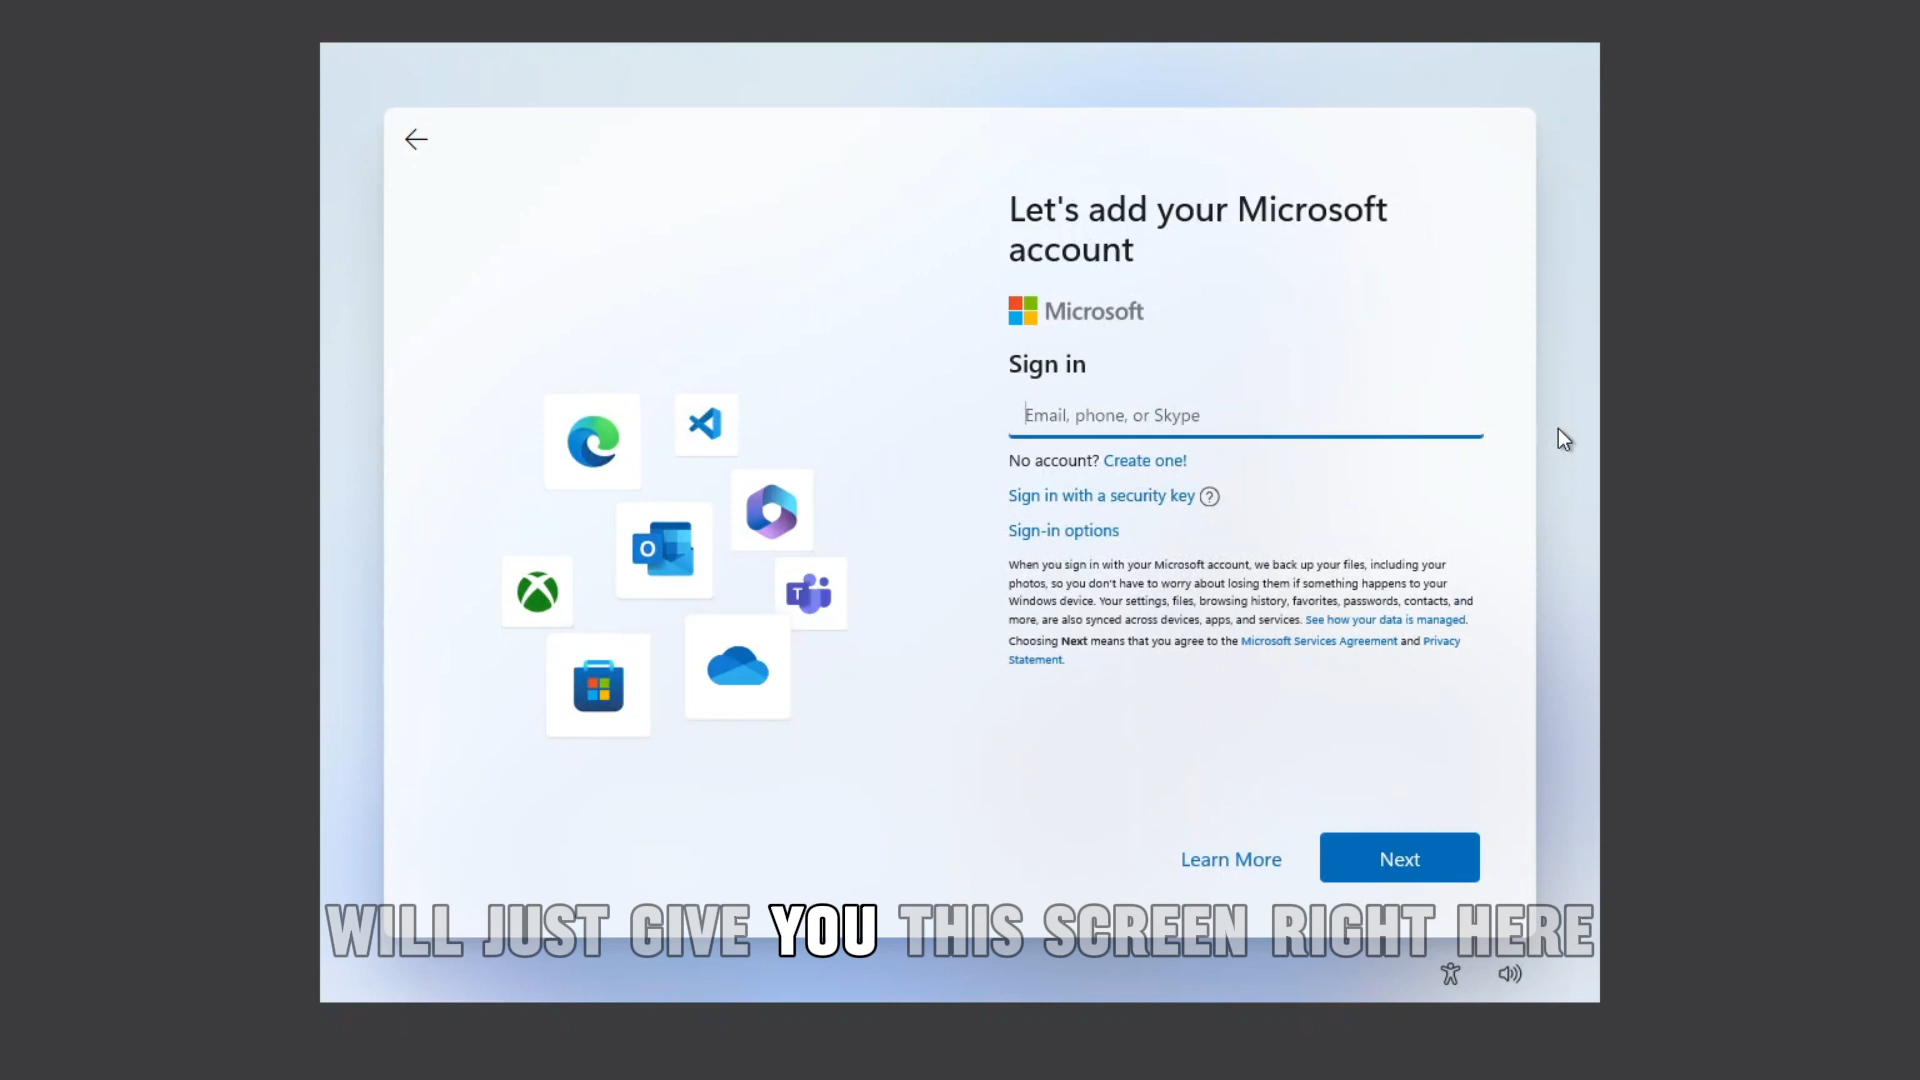 Let's add your Microsoft
account
Microsoft
Sign in
Email, phone, or Skype
No account? Create one!
Sign in with a security key ?
Sign-in options
When you sign in with your Microsoft account, we back up your files, including your
photos, so you don't have to worry about losing them if something happens to your
Windows device. Your settings, files, browsing history, favorites, passwords, contacts, and
more, are also synced across devices, apps, and services. See how your data is managed.
Choosing Next means that you agree to the Microsoft Services Agreement and Privacy
Statement.
O
T
Learn More
Next
WILL JUST GIVE YOU THIS SCREEN RIGHT HERE